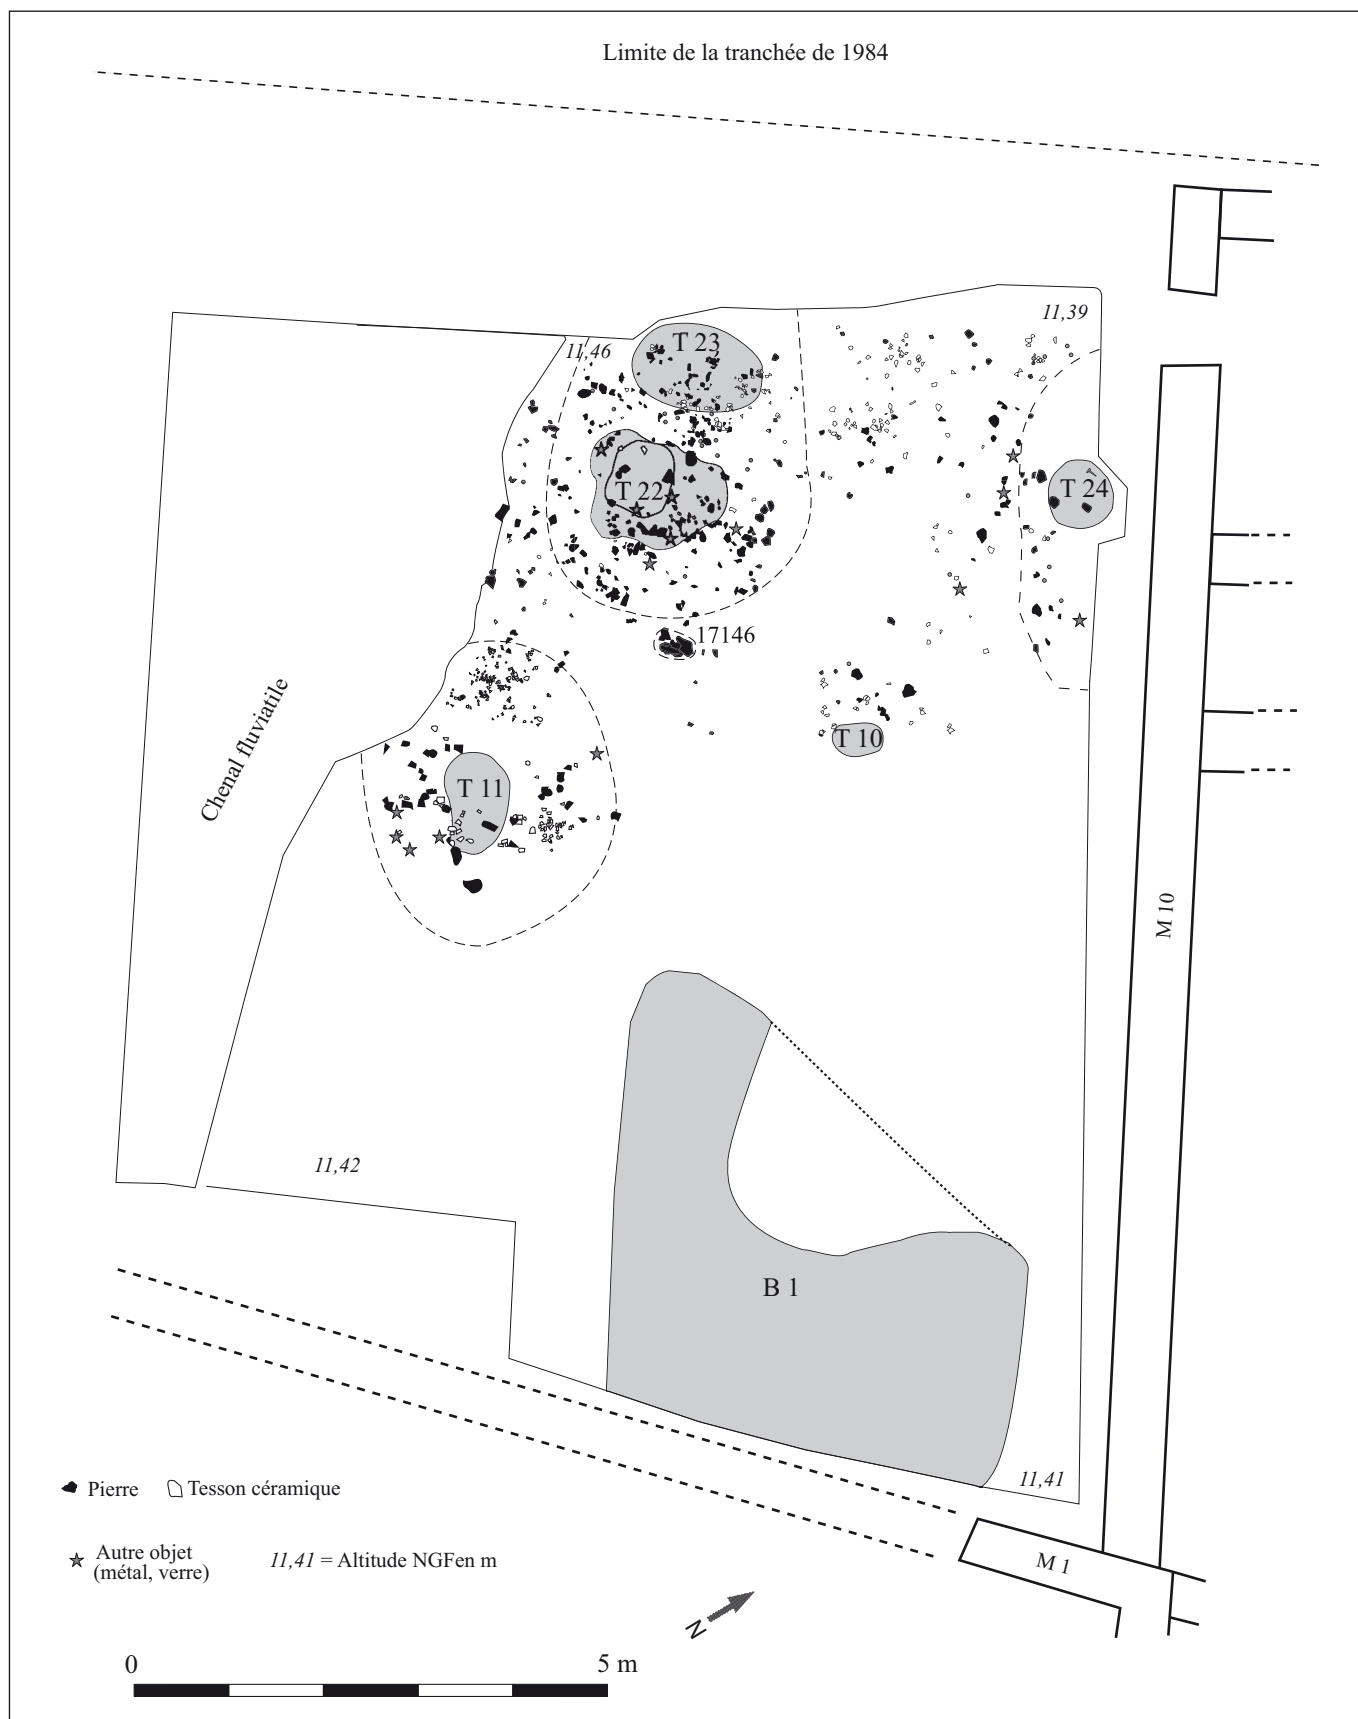 Limite de la tranchée de 1984
11,39
T 23
11,46
T 22
T 24
17146
Chenal fluviatile
T 10
T 11
M 10
11,42
B 1
11,41
Pierre
Tesson céramique
Autre objet
(métal, verre)
11,41 = Altitude NGFen m
M 1
N
0
5 m